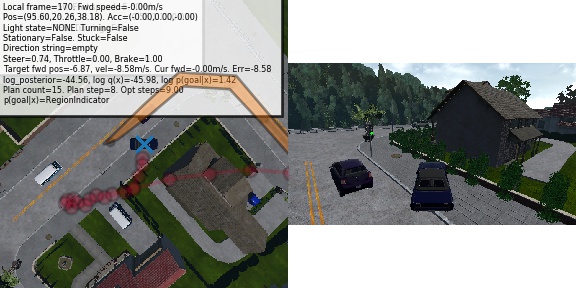 Local frame=170. Fwd speed=-0.00m/s
Pos=(95.60,20.26,38.18). Acc=(-0.00,0.00,-0.00)
Light state=NONE. Turning=False
Stationary=False. Stuck=False
Direction string=empty
Steer=0.74, Throttle=0.00, Brake=1.00
Target fwd pos=-6.87, vel=-8.58m/s. Cur fwd=-0.00m/s. Err=-8.58
log_posterior=-44.56, log q(x)=-45.98, log p(goal|x)=1.42
Plan count=15. Plan step=8. Opt steps=9.00
p(goal|x)=RegionIndicator